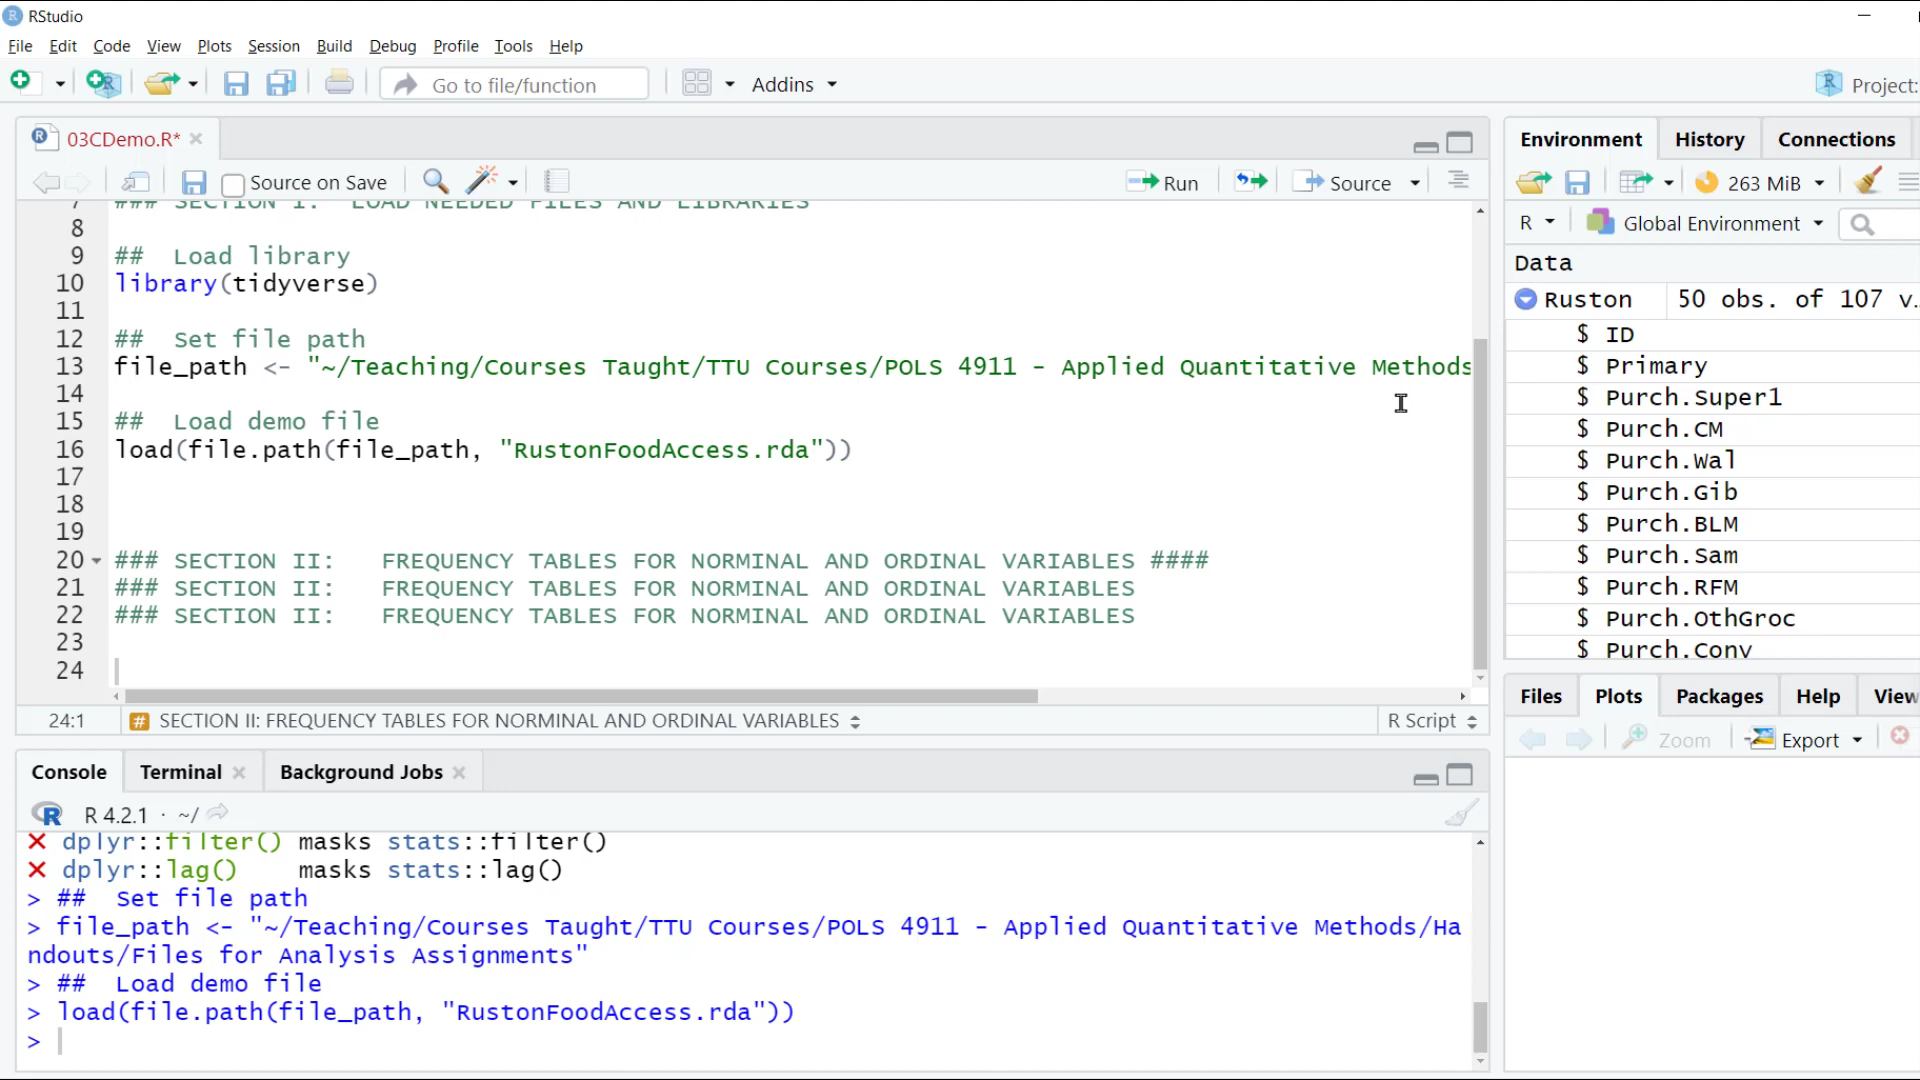 RStudio
File Edit Code View Plots Session Build Debug Profile Tools Help
Go to file/function Addins Project:
03CDemo.R*
Source on Save Run Source
7 ### SECTION I: LOAD NEEDED FILES AND LIBRARIES
8
9 ## Load library
10 library(tidyverse)
11
12 ## Set file path
13 file_path <- "~/Teaching/Courses Taught/TTU Courses/POLS 4911 - Applied Quantitative Methods
14
15 ## Load demo file
16 load(file.path(file_path, "RustonFoodAccess.rda"))
17
18
19
20 ### SECTION II: FREQUENCY TABLES FOR NORMINAL AND ORDINAL VARIABLES ####
21 ### SECTION II: FREQUENCY TABLES FOR NORMINAL AND ORDINAL VARIABLES
22 ### SECTION II: FREQUENCY TABLES FOR NORMINAL AND ORDINAL VARIABLES
23
24
24:1 # SECTION II: FREQUENCY TABLES FOR NORMINAL AND ORDINAL VARIABLES R Script
Console Terminal Background Jobs
R 4.2.1 · ~/
✕ dplyr::filter() masks stats::filter()
✕ dplyr::lag() masks stats::lag()
> ## Set file path
> file_path <- "~/Teaching/Courses Taught/TTU Courses/POLS 4911 - Applied Quantitative Methods/Ha
ndouts/Files for Analysis Assignments"
> ## Load demo file
> load(file.path(file_path, "RustonFoodAccess.rda"))
>
Environment History Connections
263 MiB
R Global Environment
Data
Ruston 50 obs. of 107 v…
$ ID
$ Primary
$ Purch.Super1
$ Purch.CM
$ Purch.Wal
$ Purch.Gib
$ Purch.BLM
$ Purch.Sam
$ Purch.RFM
$ Purch.OthGroc
$ Purch.Conv
Files Plots Packages Help View
Zoom Export